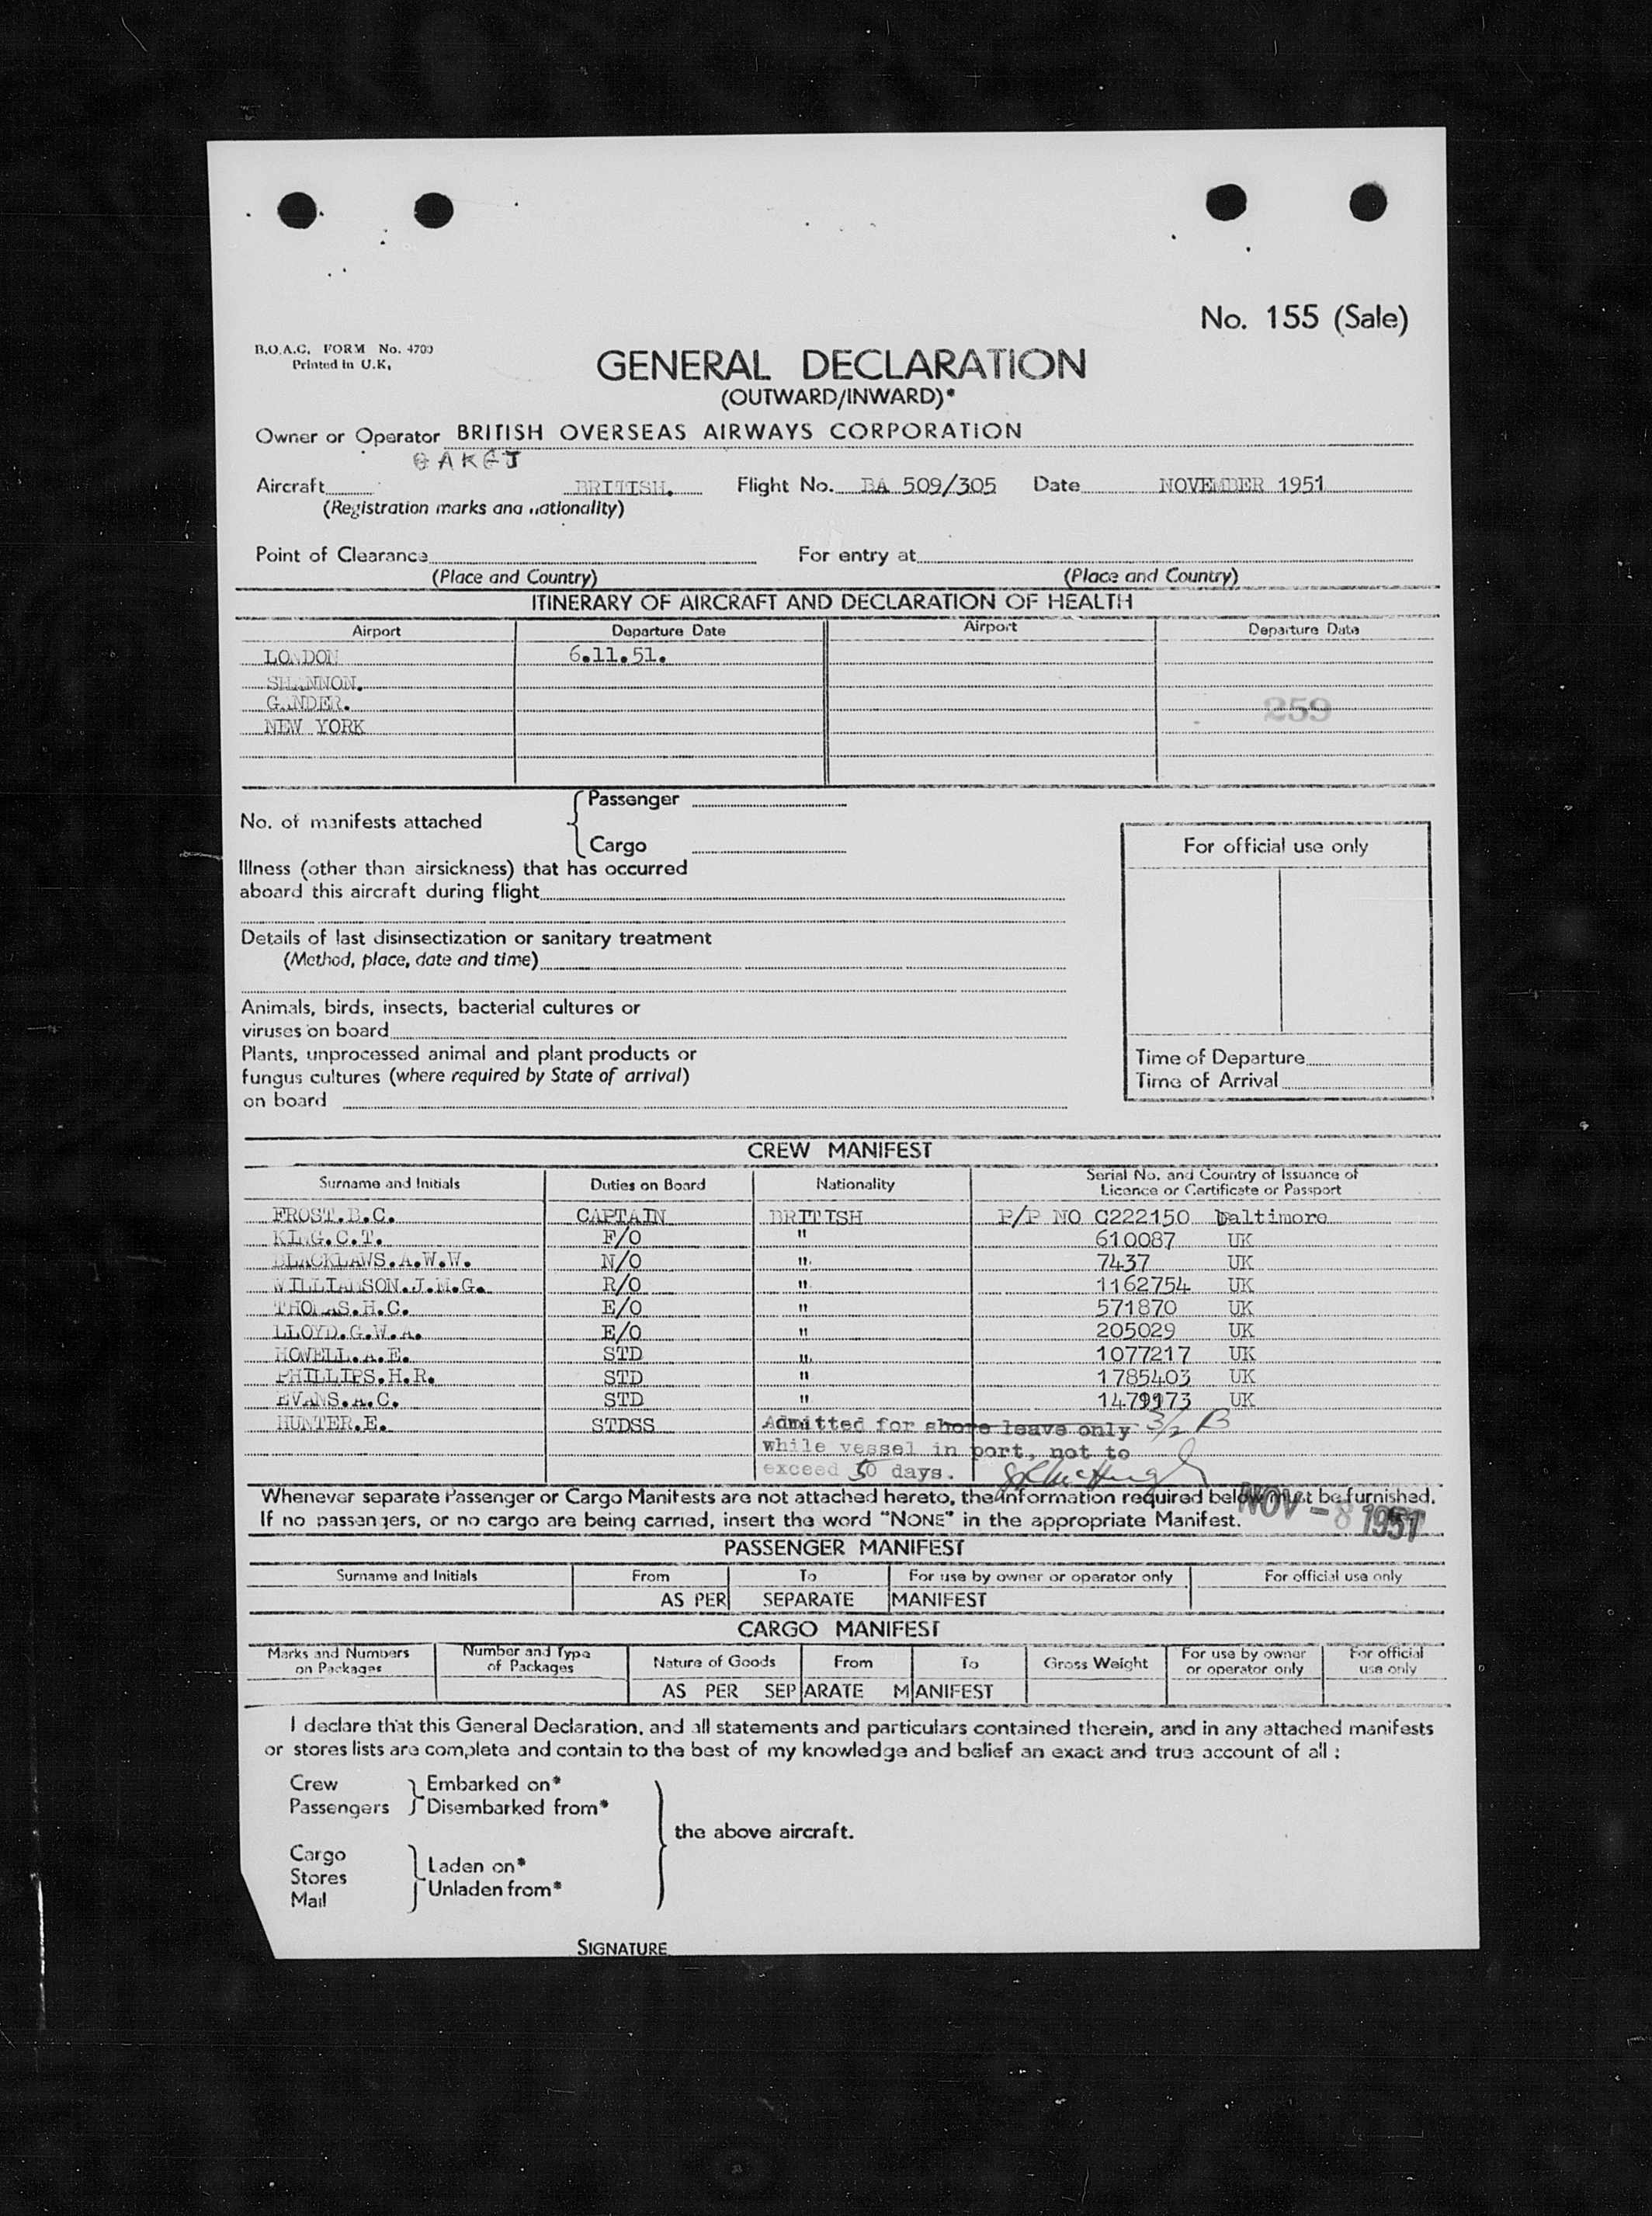 No. 155 (Sale)
B.O.A.C. FORM No. 4700
Printed in U.K.
GENERAL DECLARATION
(OUTWARD/INWARD)*
Owner or Operator BRITISH OVERSEAS AIRWAYS CORPORATION
GAKGJ
Aircraft BRITISH. Flight No. BA 509/305 Date NOVEMBER 1951
(Registration marks and nationality)
Point of Clearance For entry at
(Place and Country) (Place and Country)
ITINERARY OF AIRCRAFT AND DECLARATION OF HEALTH
Airport Departure Date Airport Departure Date
LONDON 6.11.51.
SHANNON.
GANDER. 259
NEW YORK
No. of manifests attached
Passenger
Cargo
For official use only
Illness (other than airsickness) that has occurred
aboard this aircraft during flight
Details of last disinsectization or sanitary treatment
(Method, place, date and time)
Animals, birds, insects, bacterial cultures or
viruses on board
Plants, unprocessed animal and plant products or
fungus cultures (where required by State of arrival)
on board
Time of Departure
Time of Arrival
CREW MANIFEST
Surname and Initials Duties on Board Nationality Serial No. and Country of Issuance of
Licence or Certificate or Passport
FROST.B.C. CAPTAIN BRITISH P/P NO C222150 Baltimore
KING.C.T. F/O " 610087 UK
BLACKLAWS.A.W.W. N/O " 7437 UK
WILLIAMSON.J.M.G. R/O " 1162754 UK
THOMAS.H.C. E/O " 571870 UK
LLOYD.G.W.A. E/O " 205029 UK
HOWELL.A.E. STD " 1077217 UK
PHILLIPS.H.R. STD " 1785403 UK
EVANS.A.C. STD " 1479973 UK
HUNTER.E. STDSS Admitted for shore leave only 3/2 B
while vessel in port, not to
exceed 30 days.
Whenever separate Passenger or Cargo Manifests are not attached hereto, the information required below must be furnished.
If no passengers, or no cargo are being carried, insert the word "NONE" in the appropriate Manifest.
NOV - 8 1951
PASSENGER MANIFEST
Surname and Initials From To For use by owner or operator only For official use only
AS PER SEPARATE MANIFEST
CARGO MANIFEST
Marks and Numbers on Packages Number and Type of Packages Nature of Goods From To Gross Weight For use by owner or operator only For official use only
AS PER SEPARATE MANIFEST
I declare that this General Declaration, and all statements and particulars contained therein, and in any attached manifests
or stores lists are complete and contain to the best of my knowledge and belief an exact and true account of all :
Crew Embarked on*
Passengers Disembarked from*
the above aircraft.
Cargo
Stores Laden on*
Mail Unladen from*
SIGNATURE